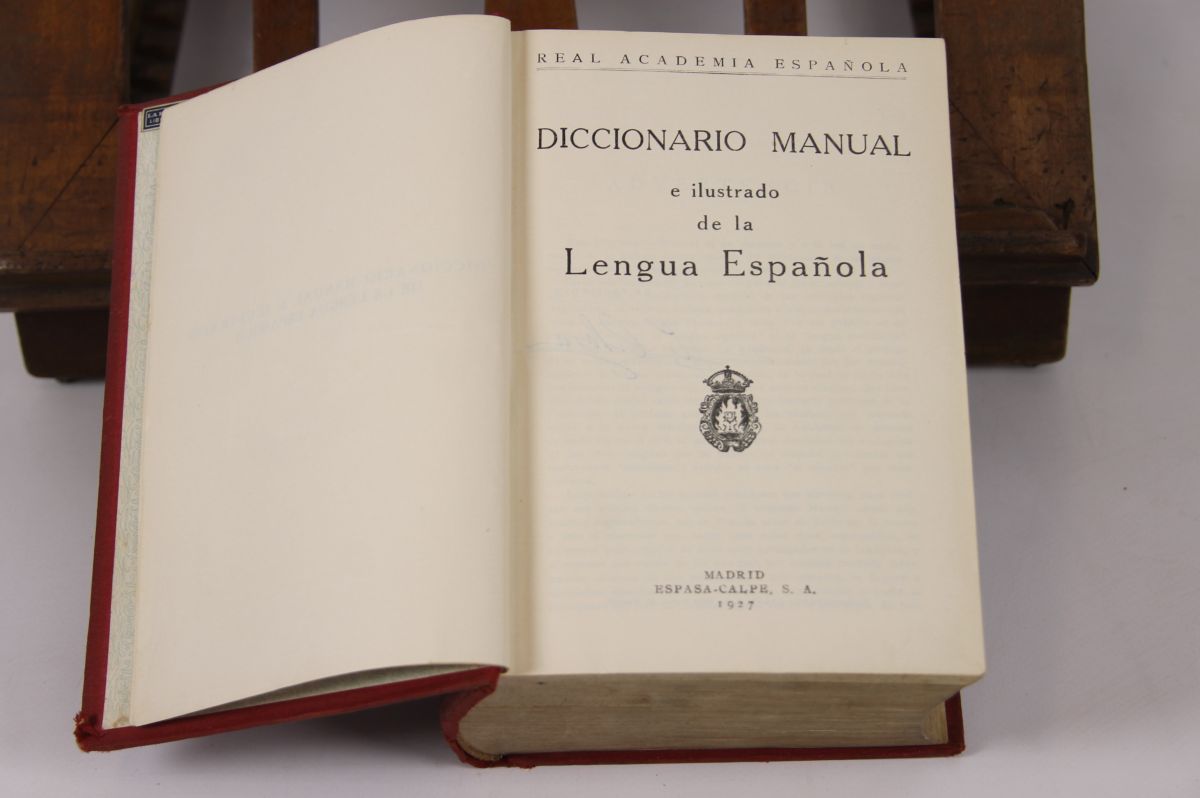 REAL ACADEMIA ESPAÑOLA
DICCIONARIO MANUAL
e ilustrado
de la
Lengua Española
MADRID
ESPASA-CALPE, S. A.
1927